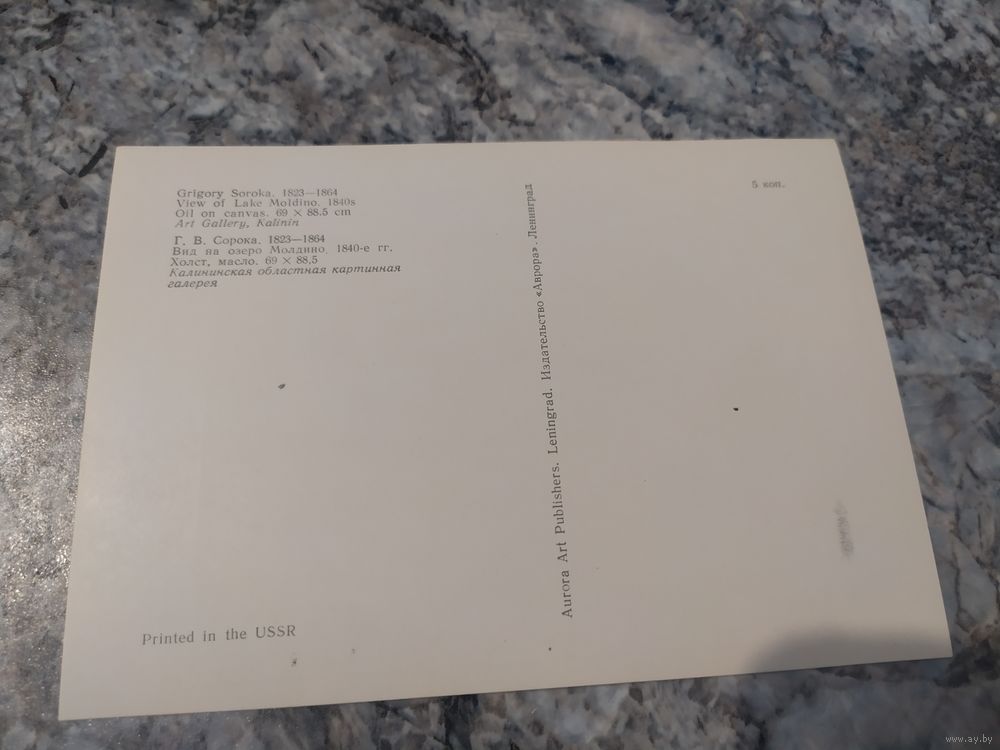 Grigory Soroka. 1823—1864
View of Lake Moldino. 1840s
Oil on canvas. 69 × 88.5 cm
Art Gallery, Kalinin
Г. В. Сорока. 1823—1864
Вид на озеро Молдино. 1840-е гг.
Холст, масло. 69 × 88,5
Калининская областная картинная
галерея
5 коп.
Aurora Art Publishers. Leningrad. Издательство «Аврора». Ленинград
Printed in the USSR
www.ay.by